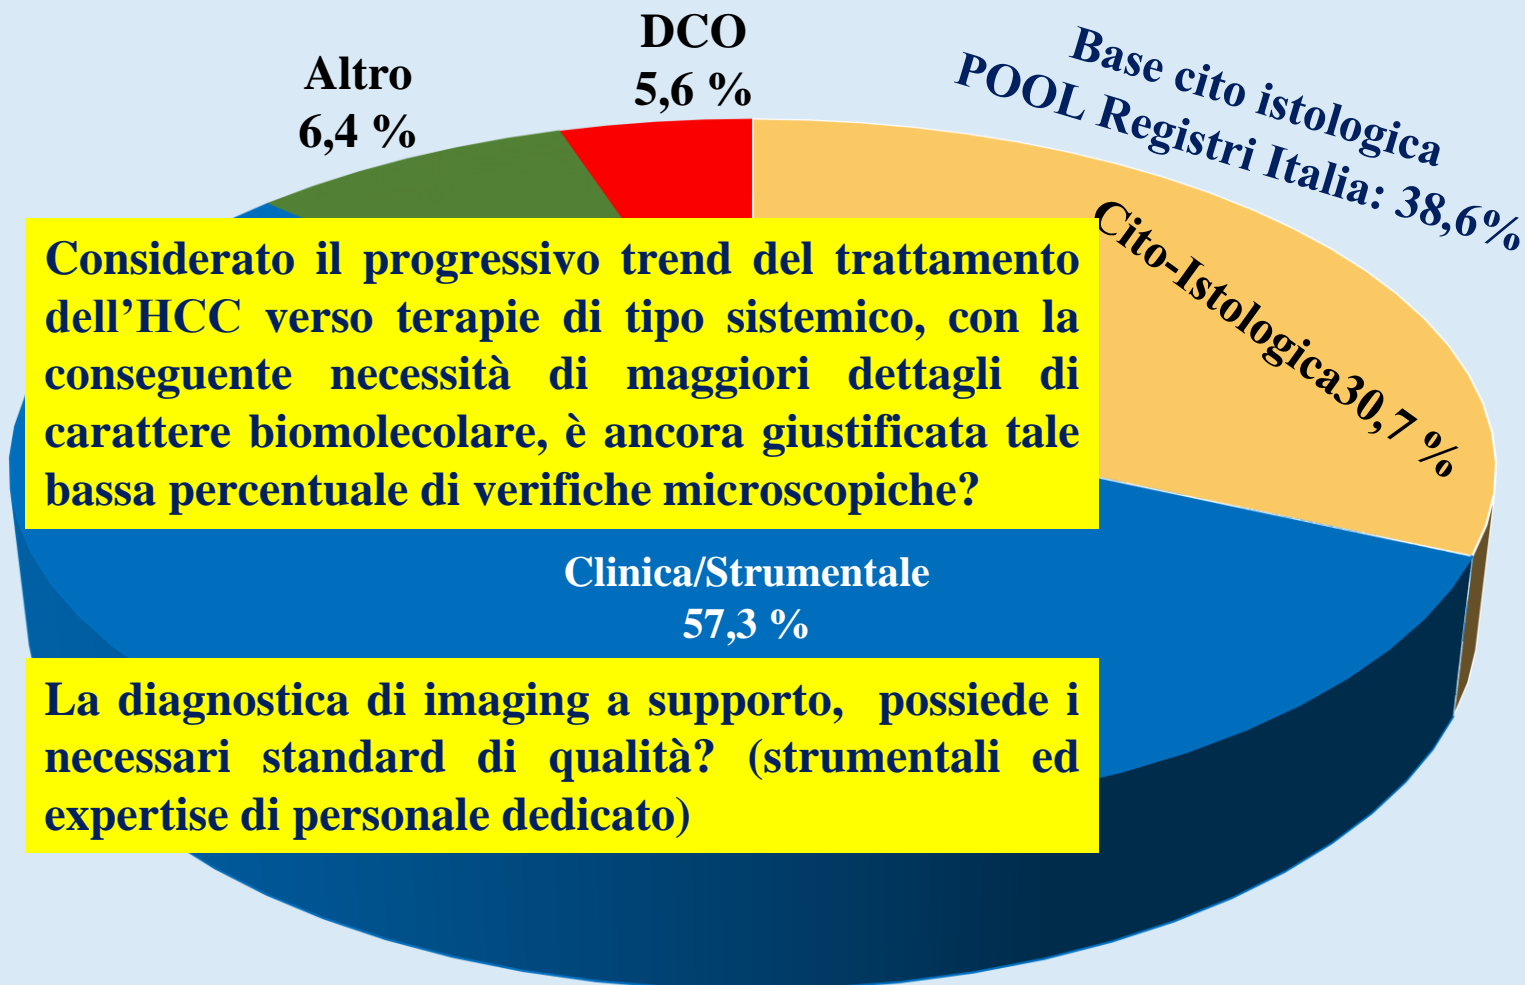 DCO
5,6 %
Altro
6,4 %
Base cito istologica
POOL Registri Italia: 38,6%
Cito-Istologica30,7 %
Considerato il progressivo trend del trattamento
dell’HCC verso terapie di tipo sistemico, con la
conseguente necessità di maggiori dettagli di
carattere biomolecolare, è ancora giustificata tale
bassa percentuale di verifiche microscopiche?
Clinica/Strumentale
57,3 %
La diagnostica di imaging a supporto,  possiede i
necessari standard di qualità? (strumentali ed
expertise di personale dedicato)